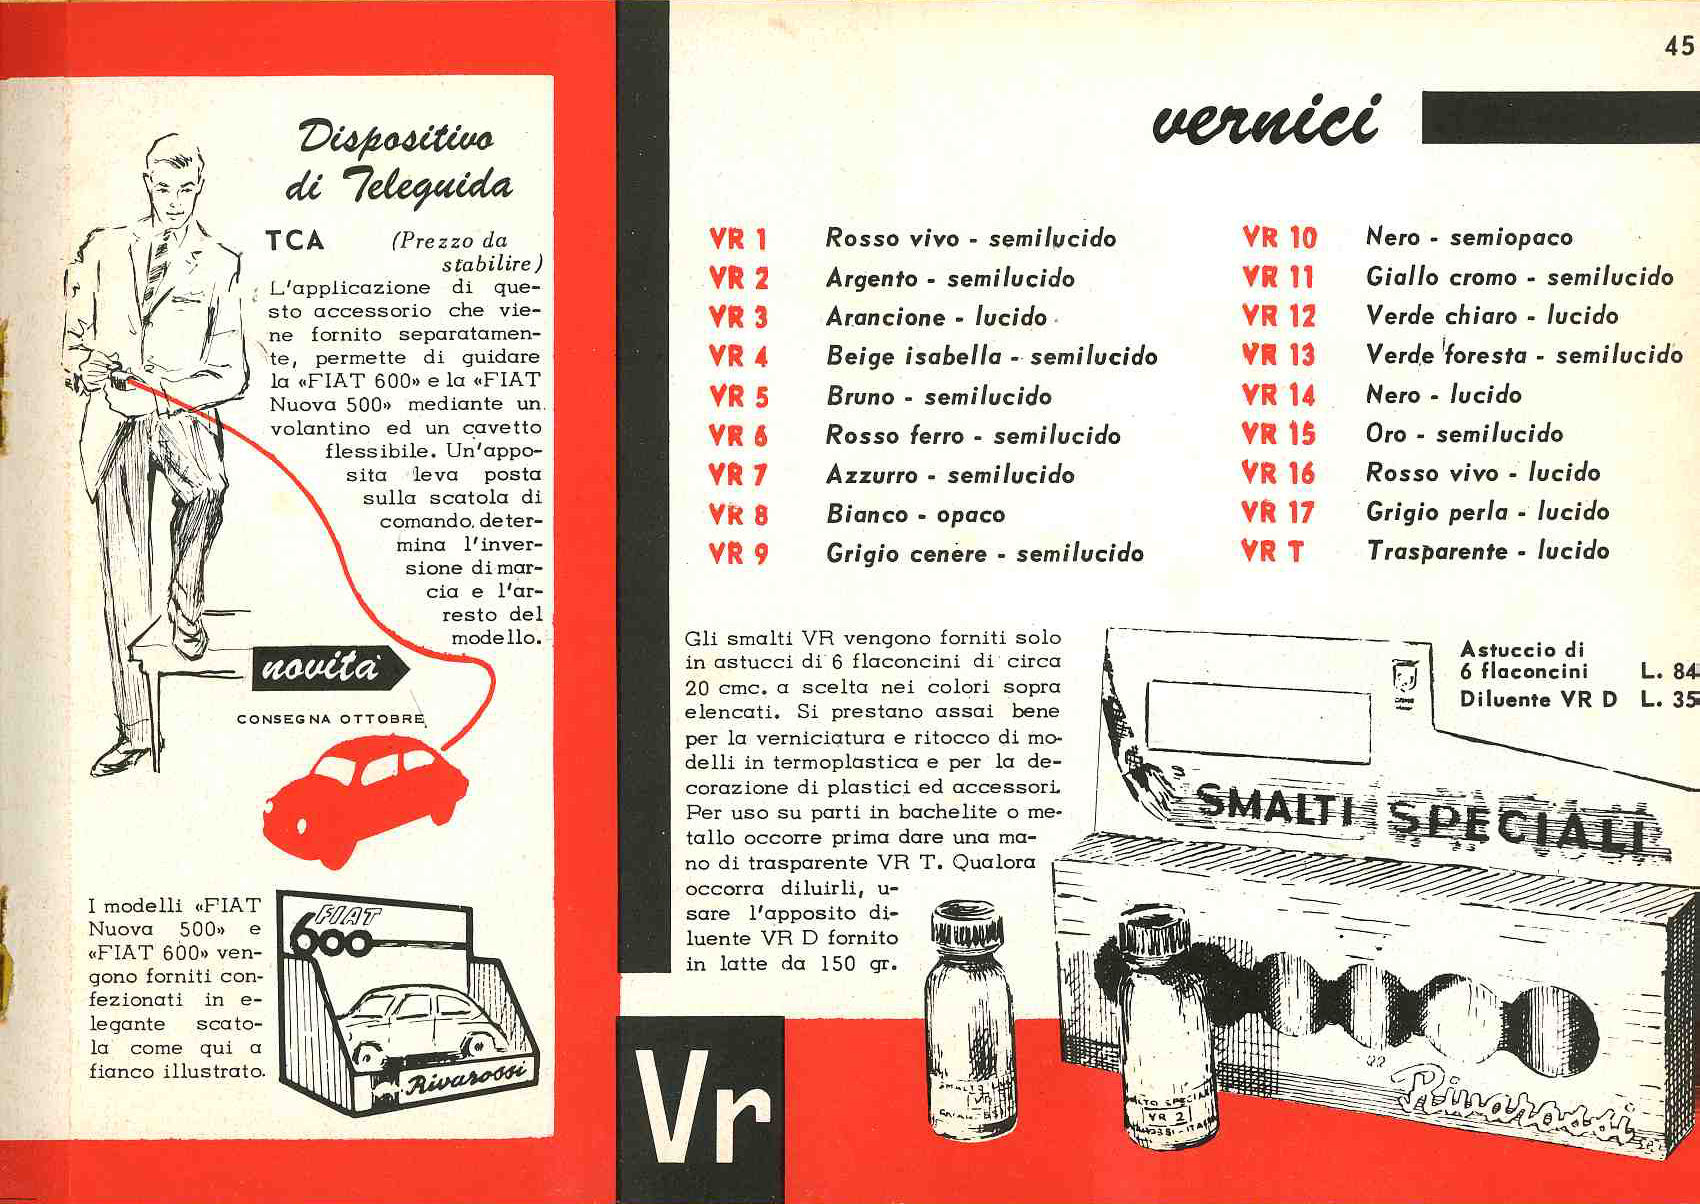 Dispositivo
di Teleguida
TCA (Prezzo da
stabilire)
L'applicazione di que-
sto accessorio che vie-
ne fornito separatamen-
te, permette di guidare
la «FIAT 600» e la «FIAT
Nuova 500» mediante un
volantino ed un cavetto
flessibile. Un'appo-
sita leva posta
sulla scatola di
comando, deter-
mina l'inver-
sione di mar-
cia e l'ar-
resto del
modello.
novità
CONSEGNA OTTOBRE
I modelli «FIAT
Nuova 500» e
«FIAT 600» ven-
gono forniti con-
fezionati in e-
legante scato-
la come qui a
fianco illustrato.
FIAT
600
Rivarossi
45
vernici
VR 1 Rosso vivo - semilucido
VR 2 Argento - semilucido
VR 3 Arancione - lucido
VR 4 Beige isabella - semilucido
VR 5 Bruno - semilucido
VR 6 Rosso ferro - semilucido
VR 7 Azzurro - semilucido
VR 8 Bianco - opaco
VR 9 Grigio cenere - semilucido
VR 10 Nero - semiopaco
VR 11 Giallo cromo - semilucido
VR 12 Verde chiaro - lucido
VR 13 Verde foresta - semilucido
VR 14 Nero - lucido
VR 15 Oro - semilucido
VR 16 Rosso vivo - lucido
VR 17 Grigio perla - lucido
VR T Trasparente - lucido
Gli smalti VR vengono forniti solo
in astucci di 6 flaconcini di circa
20 cmc. a scelta nei colori sopra
elencati. Si prestano assai bene
per la verniciatura e ritocco di mo-
delli in termoplastica e per la de-
corazione di plastici ed accessori.
Per uso su parti in bachelite o me-
tallo occorre prima dare una ma-
no di trasparente VR T. Qualora
occorra diluirli, u-
sare l'apposito di-
luente VR D fornito
in latte da 150 gr.
Astuccio di
6 flaconcini L. 84
Diluente VR D L. 35
SMALTI SPECIALI
Rivarossi
SMALTO
VR
VR 2
Vr